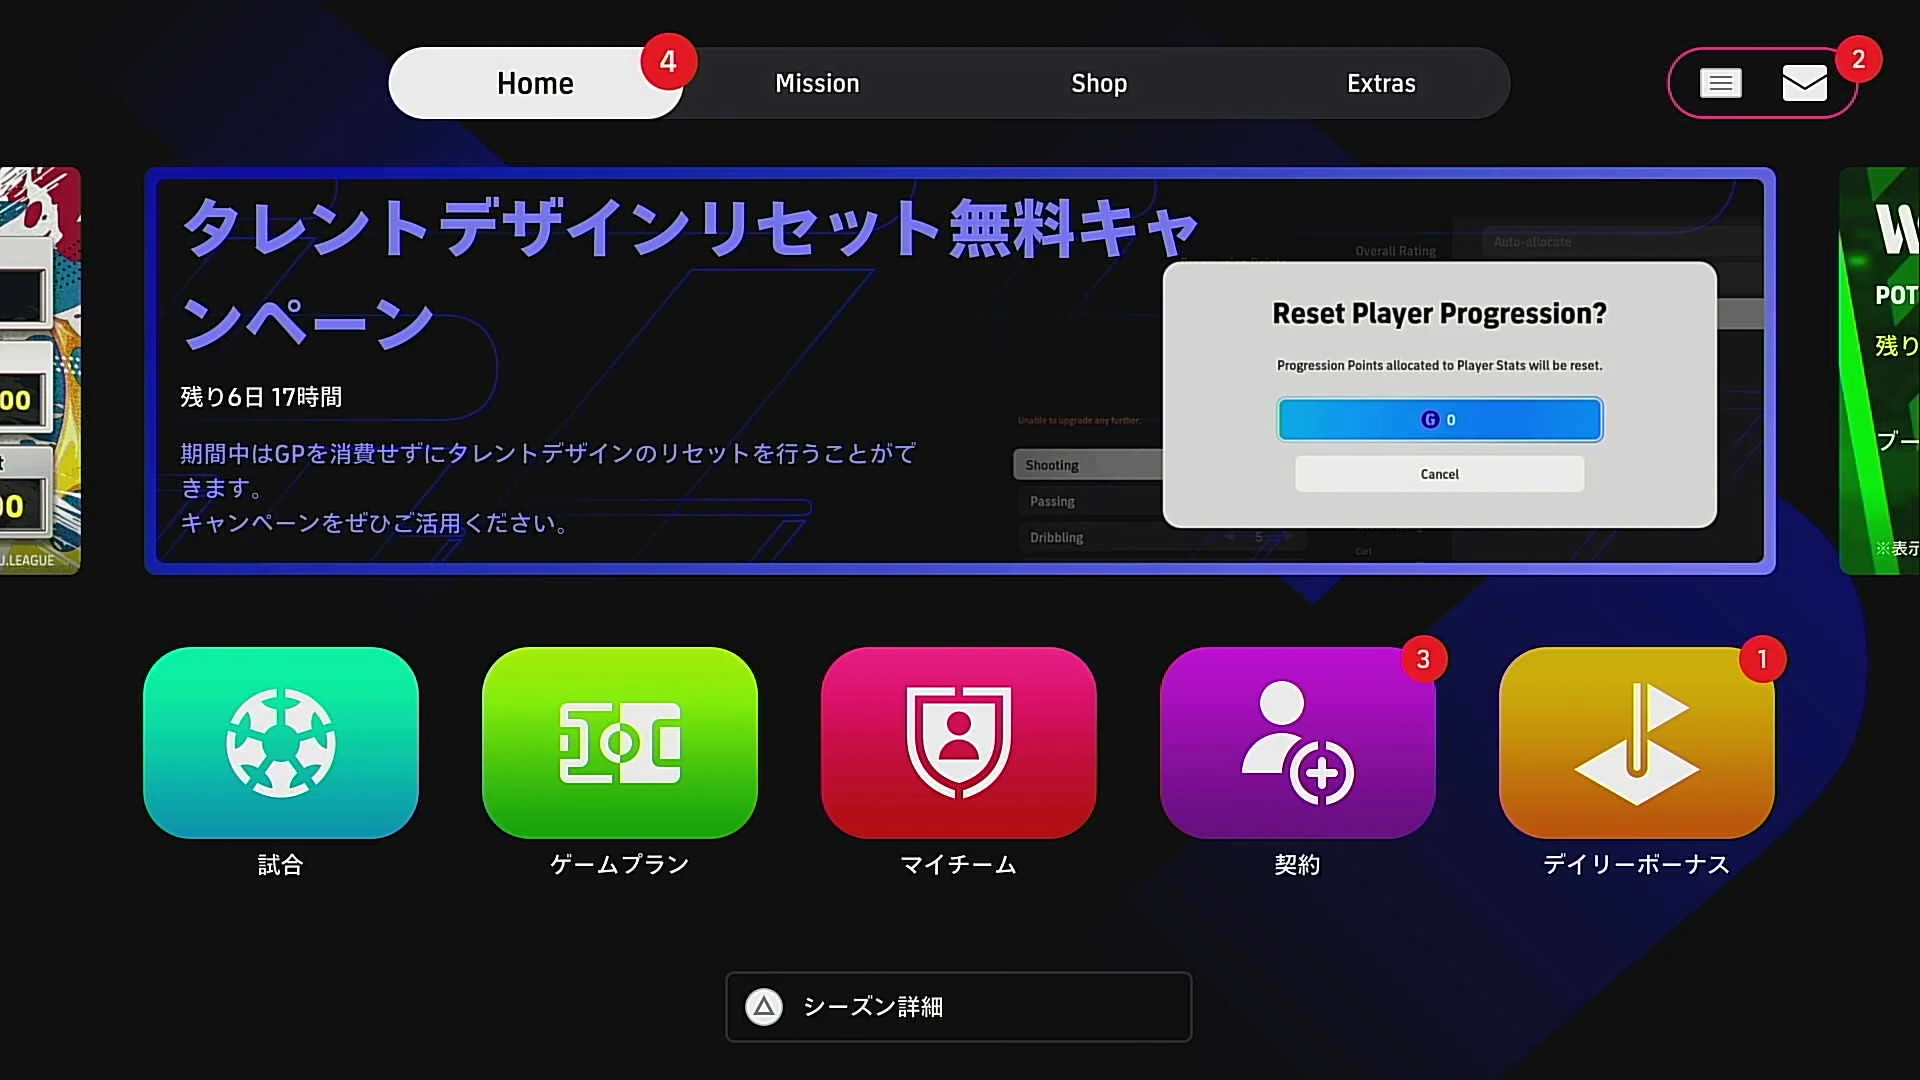 Home
4
Mission
Shop
Extras
2
タレントデザインリセット無料キャ
ンペーン
残り6日 17時間
期間中はGPを消費せずにタレントデザインのリセットを行うことがで
きます。
キャンペーンをぜひご活用ください。
Overall Rating
Auto-allocate
Reset Player Progression?
Progression Points allocated to Player Stats will be reset.
G 0
Cancel
Unable to upgrade any further.
Shooting
Passing
Dribbling
5
Curl
00
00
J.LEAGUE
POT
残り
ブー
※表示
試合
ゲームプラン
マイチーム
3
契約
1
デイリーボーナス
シーズン詳細